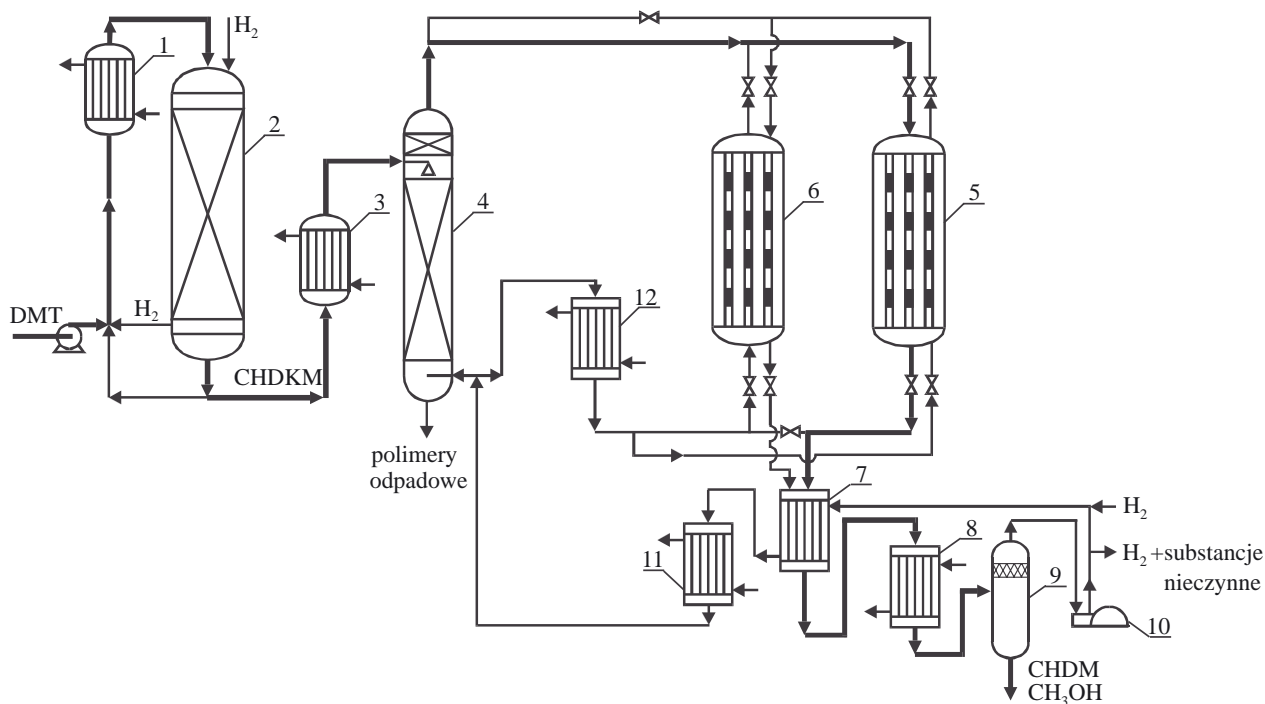 H₂
1
2
6
5
3
4
DMT
H₂
12
CHDKM
polimery
odpadowe
7
H₂
11
8
H₂ +substancje
nieczynne
9
10
CHDM
CH₃OH